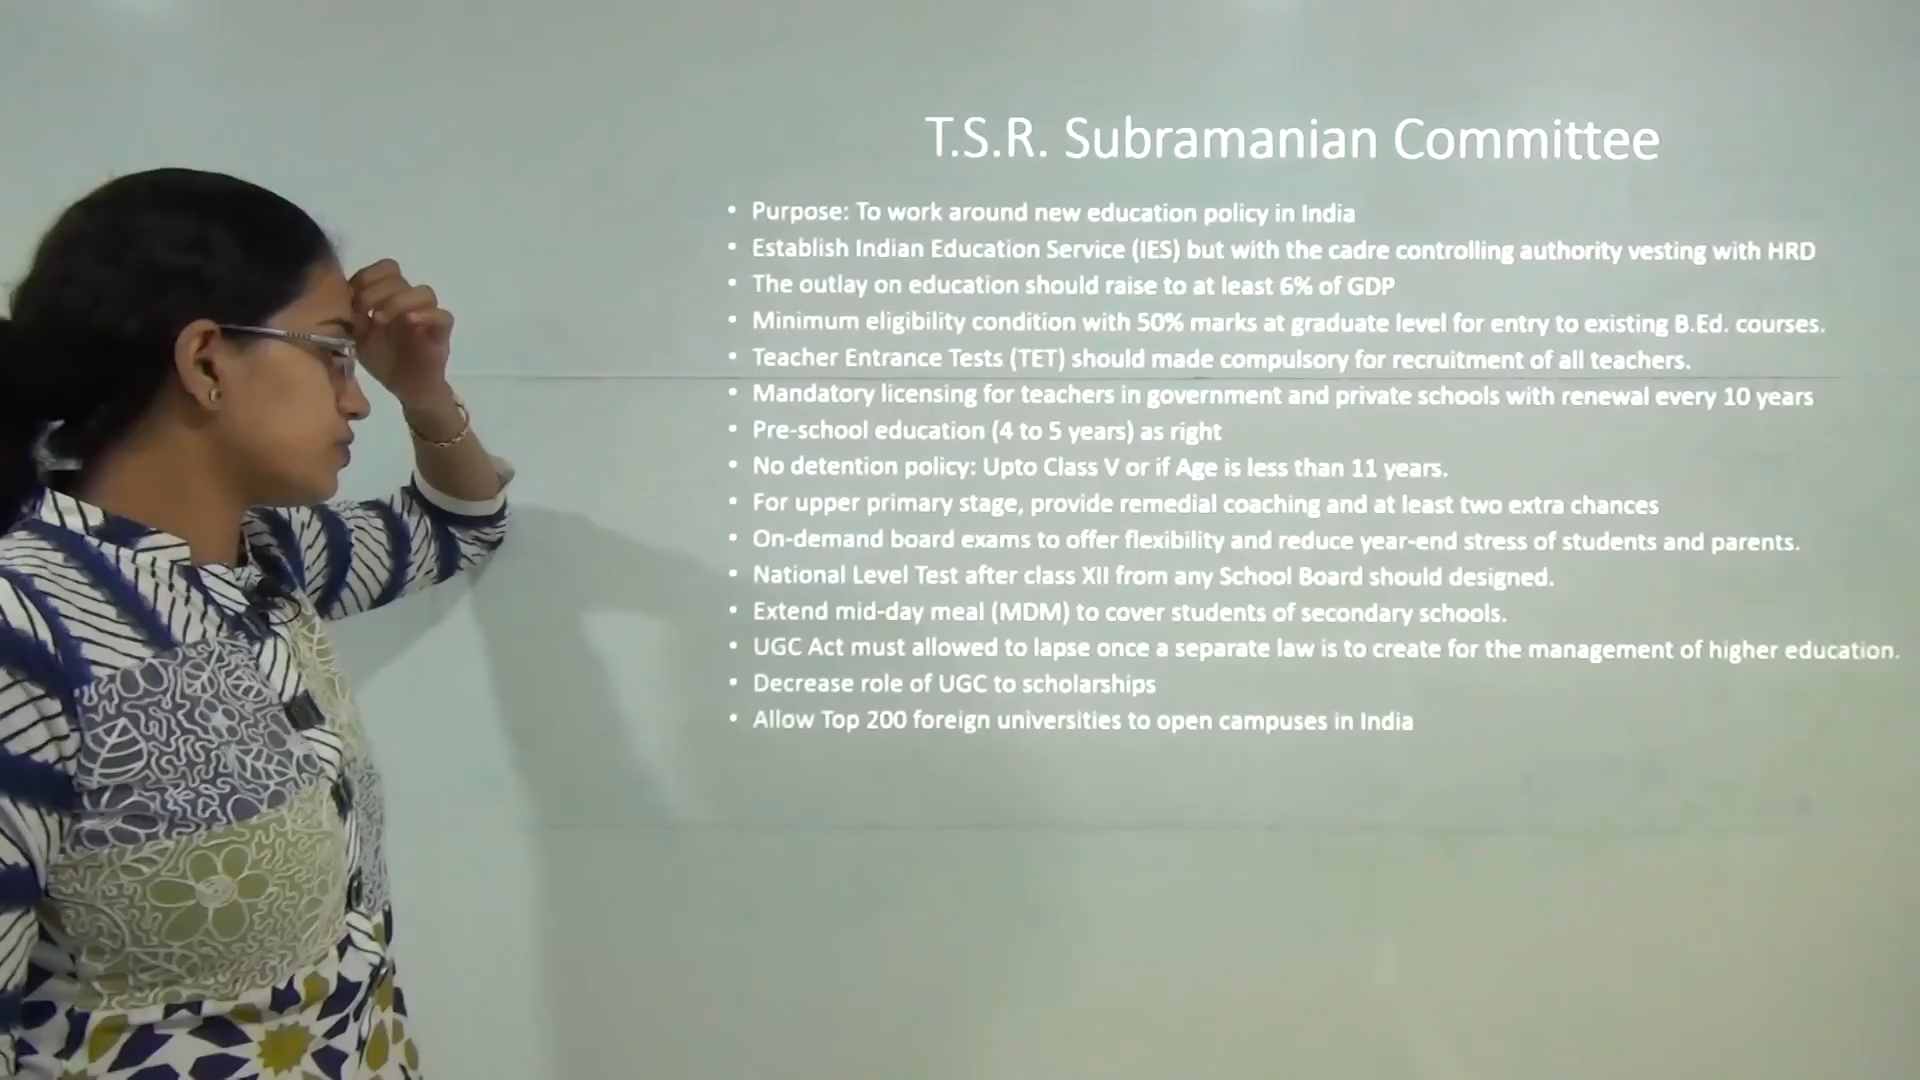 T.S.R. Subramanian Committee
• Purpose: To work around new education policy in India
• Establish Indian Education Service (IES) but with the cadre controlling authority vesting with HRD
• The outlay on education should raise to at least 6% of GDP
• Minimum eligibility condition with 50% marks at graduate level for entry to existing B.Ed. courses.
• Teacher Entrance Tests (TET) should made compulsory for recruitment of all teachers.
• Mandatory licensing for teachers in government and private schools with renewal every 10 years
• Pre-school education (4 to 5 years) as right
• No detention policy: Upto Class V or if Age is less than 11 years.
• For upper primary stage, provide remedial coaching and at least two extra chances
• On-demand board exams to offer flexibility and reduce year-end stress of students and parents.
• National Level Test after class XII from any School Board should designed.
• Extend mid-day meal (MDM) to cover students of secondary schools.
• UGC Act must allowed to lapse once a separate law is to create for the management of higher education.
• Decrease role of UGC to scholarships
• Allow Top 200 foreign universities to open campuses in India